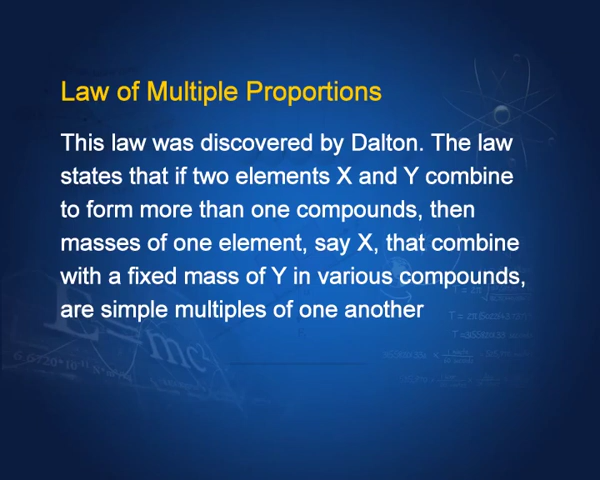 Law of Multiple Proportions
This law was discovered by Dalton. The law
states that if two elements X and Y combine
to form more than one compounds, then
masses of one element, say X, that combine
with a fixed mass of Y in various compounds,
are simple multiples of one another
E=mc²